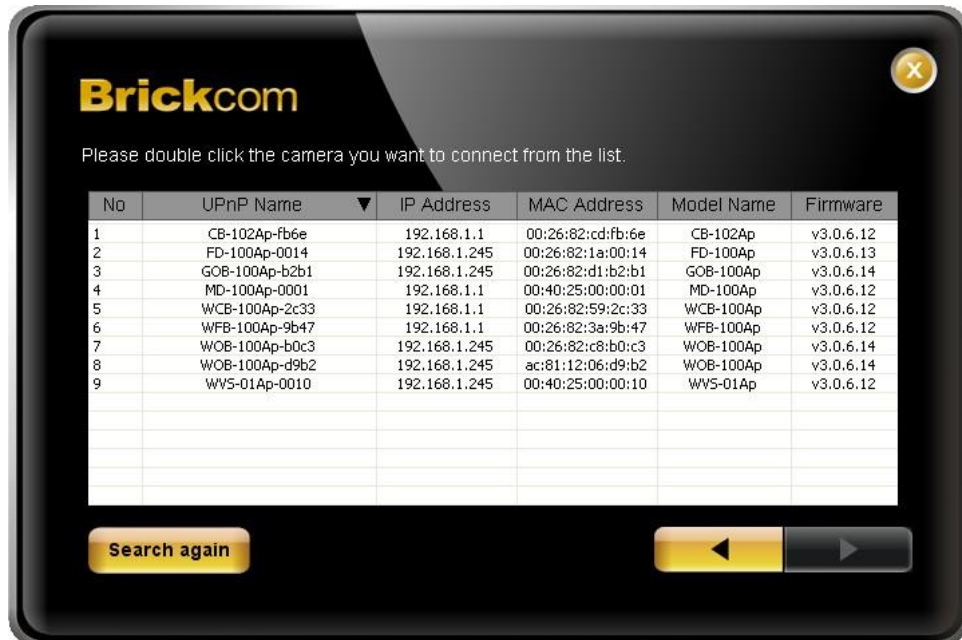 Brickcom
X
Please double click the camera you want to connect from the list.
No UPnP Name IP Address MAC Address Model Name Firmware
1 CB-102Ap-fb6e 192.168.1.1 00:26:82:cd:fb:6e CB-102Ap v3.0.6.12
2 FD-100Ap-0014 192.168.1.245 00:26:82:1a:00:14 FD-100Ap v3.0.6.13
3 GOB-100Ap-b2b1 192.168.1.245 00:26:82:d1:b2:b1 GOB-100Ap v3.0.6.14
4 MD-100Ap-0001 192.168.1.1 00:40:25:00:00:01 MD-100Ap v3.0.6.12
5 WCB-100Ap-2c33 192.168.1.1 00:26:82:59:2c:33 WCB-100Ap v3.0.6.12
6 WFB-100Ap-9b47 192.168.1.1 00:26:82:3a:9b:47 WFB-100Ap v3.0.6.12
7 WOB-100Ap-b0c3 192.168.1.245 00:26:82:c8:b0:c3 WOB-100Ap v3.0.6.14
8 WOB-100Ap-d9b2 192.168.1.245 ac:81:12:06:d9:b2 WOB-100Ap v3.0.6.14
9 WVS-01Ap-0010 192.168.1.245 00:40:25:00:00:10 WVS-01Ap v3.0.6.12
Search again